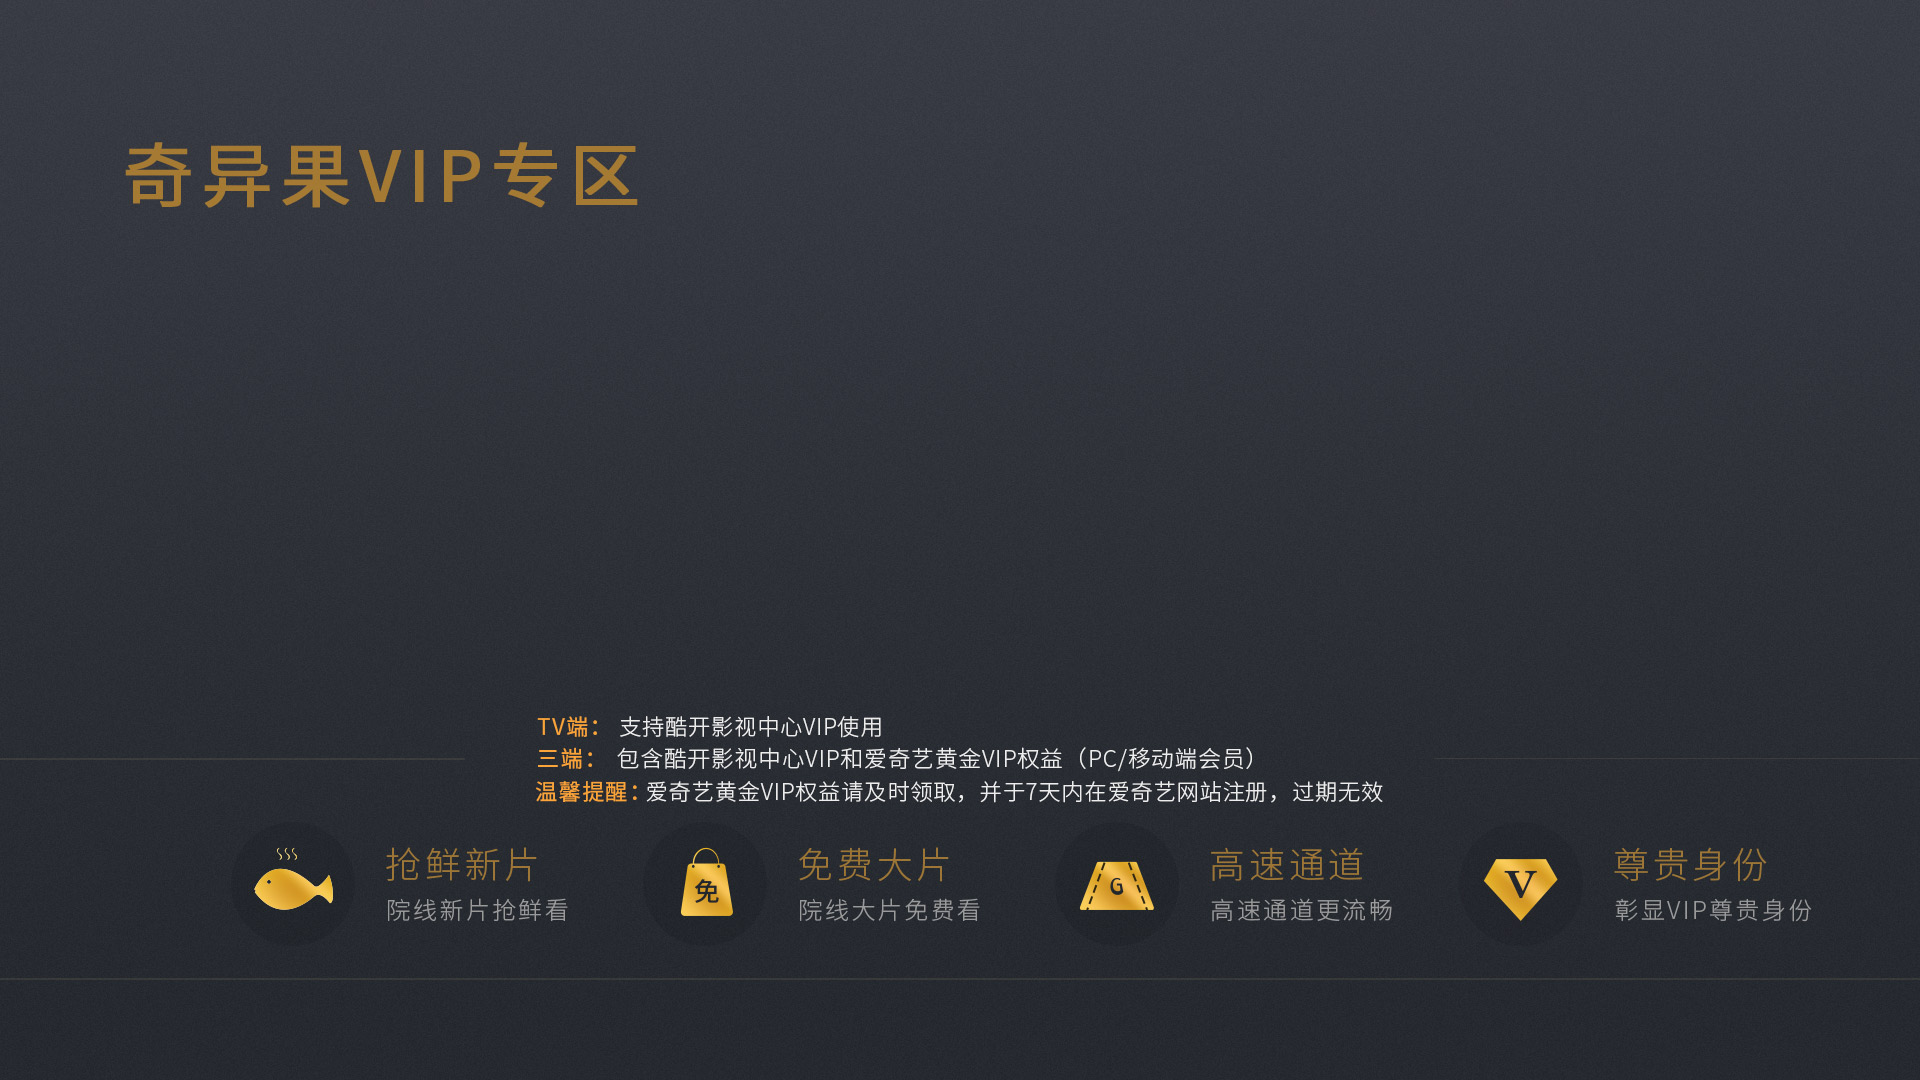 奇异果VIP专区
TV端： 支持酷开影视中心VIP使用
三端： 包含酷开影视中心VIP和爱奇艺黄金VIP权益（PC/移动端会员）
温馨提醒：爱奇艺黄金VIP权益请及时领取，并于7天内在爱奇艺网站注册，过期无效
抢鲜新片
院线新片抢鲜看
免
免费大片
院线大片免费看
G
高速通道
高速通道更流畅
V
尊贵身份
彰显VIP尊贵身份